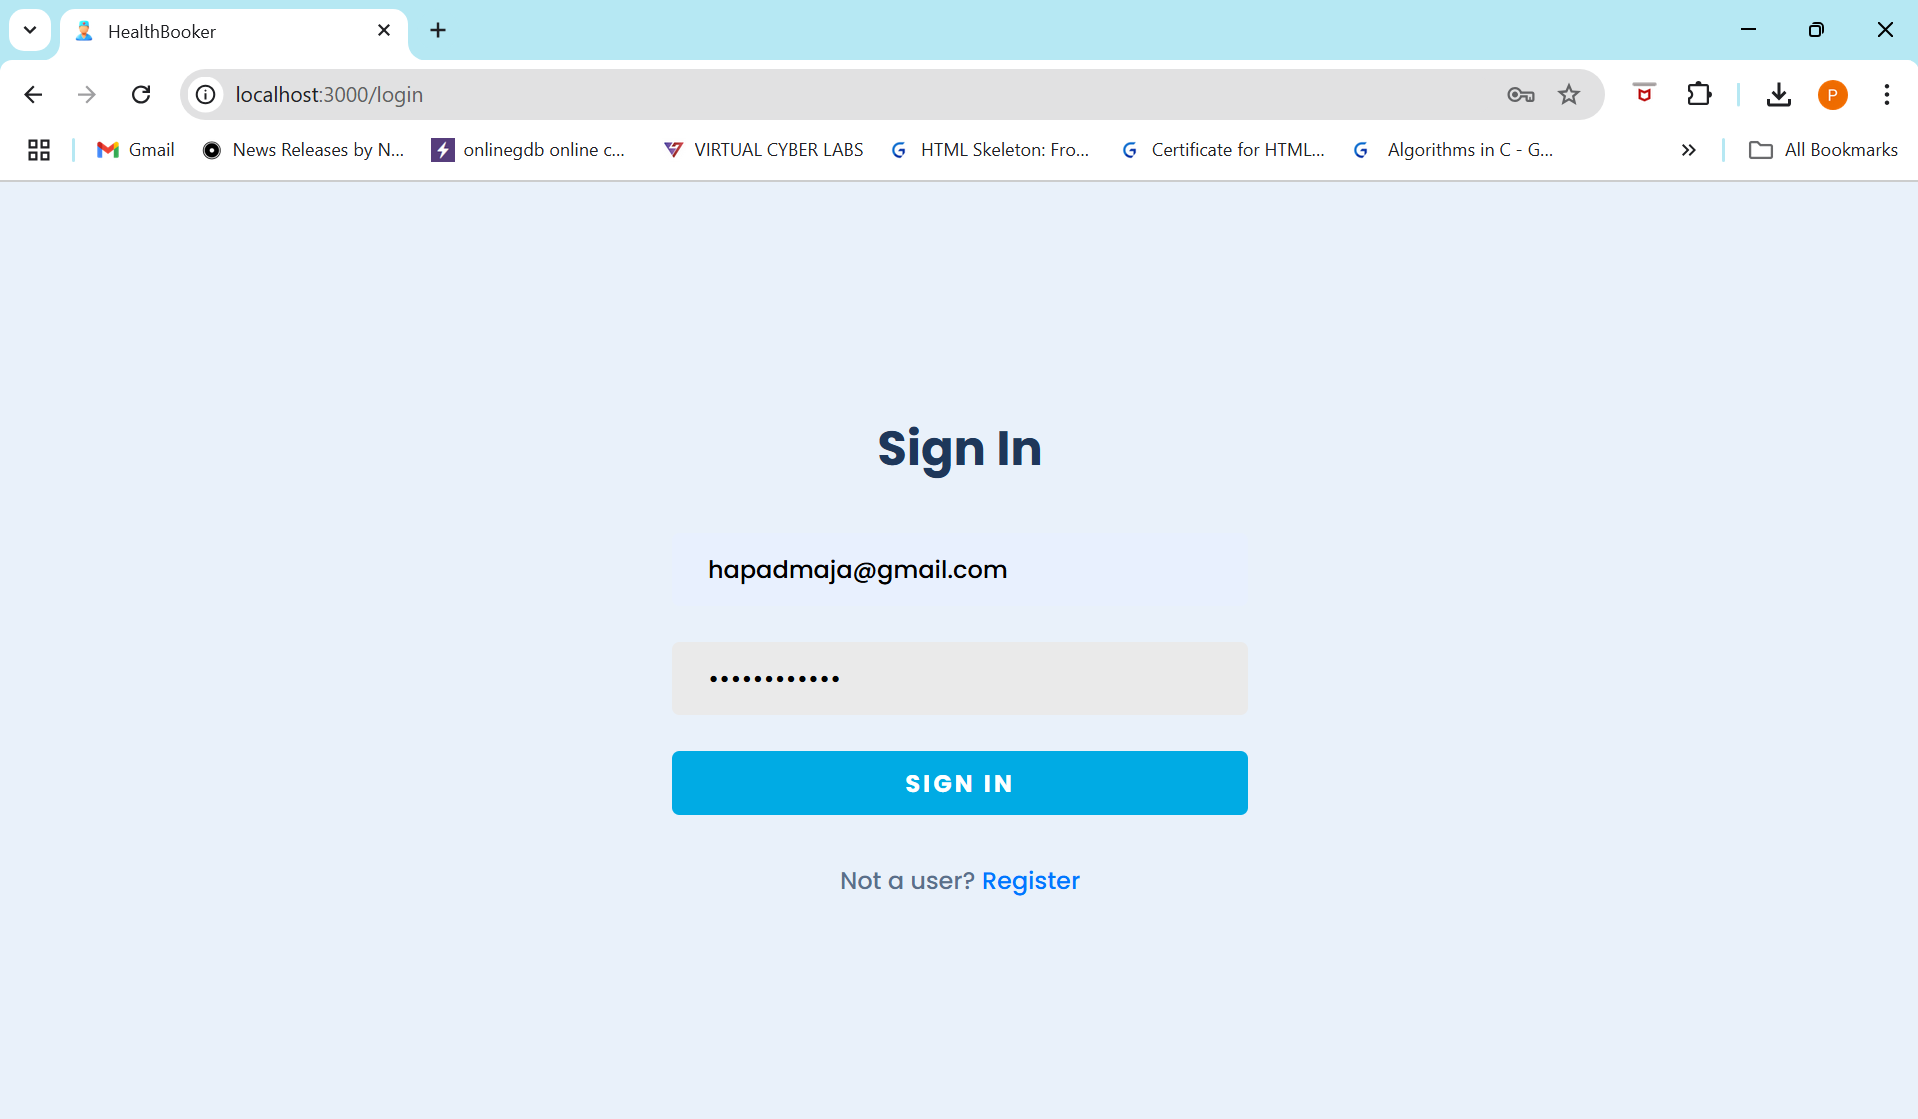 HealthBooker
localhost:3000/login
Gmail
News Releases by N...
onlinegdb online c...
VIRTUAL CYBER LABS
HTML Skeleton: Fro...
Certificate for HTML...
Algorithms in C - G...
All Bookmarks
P
Sign In
hapadmaja@gmail.com
••••••••••••
SIGN IN
Not a user? Register